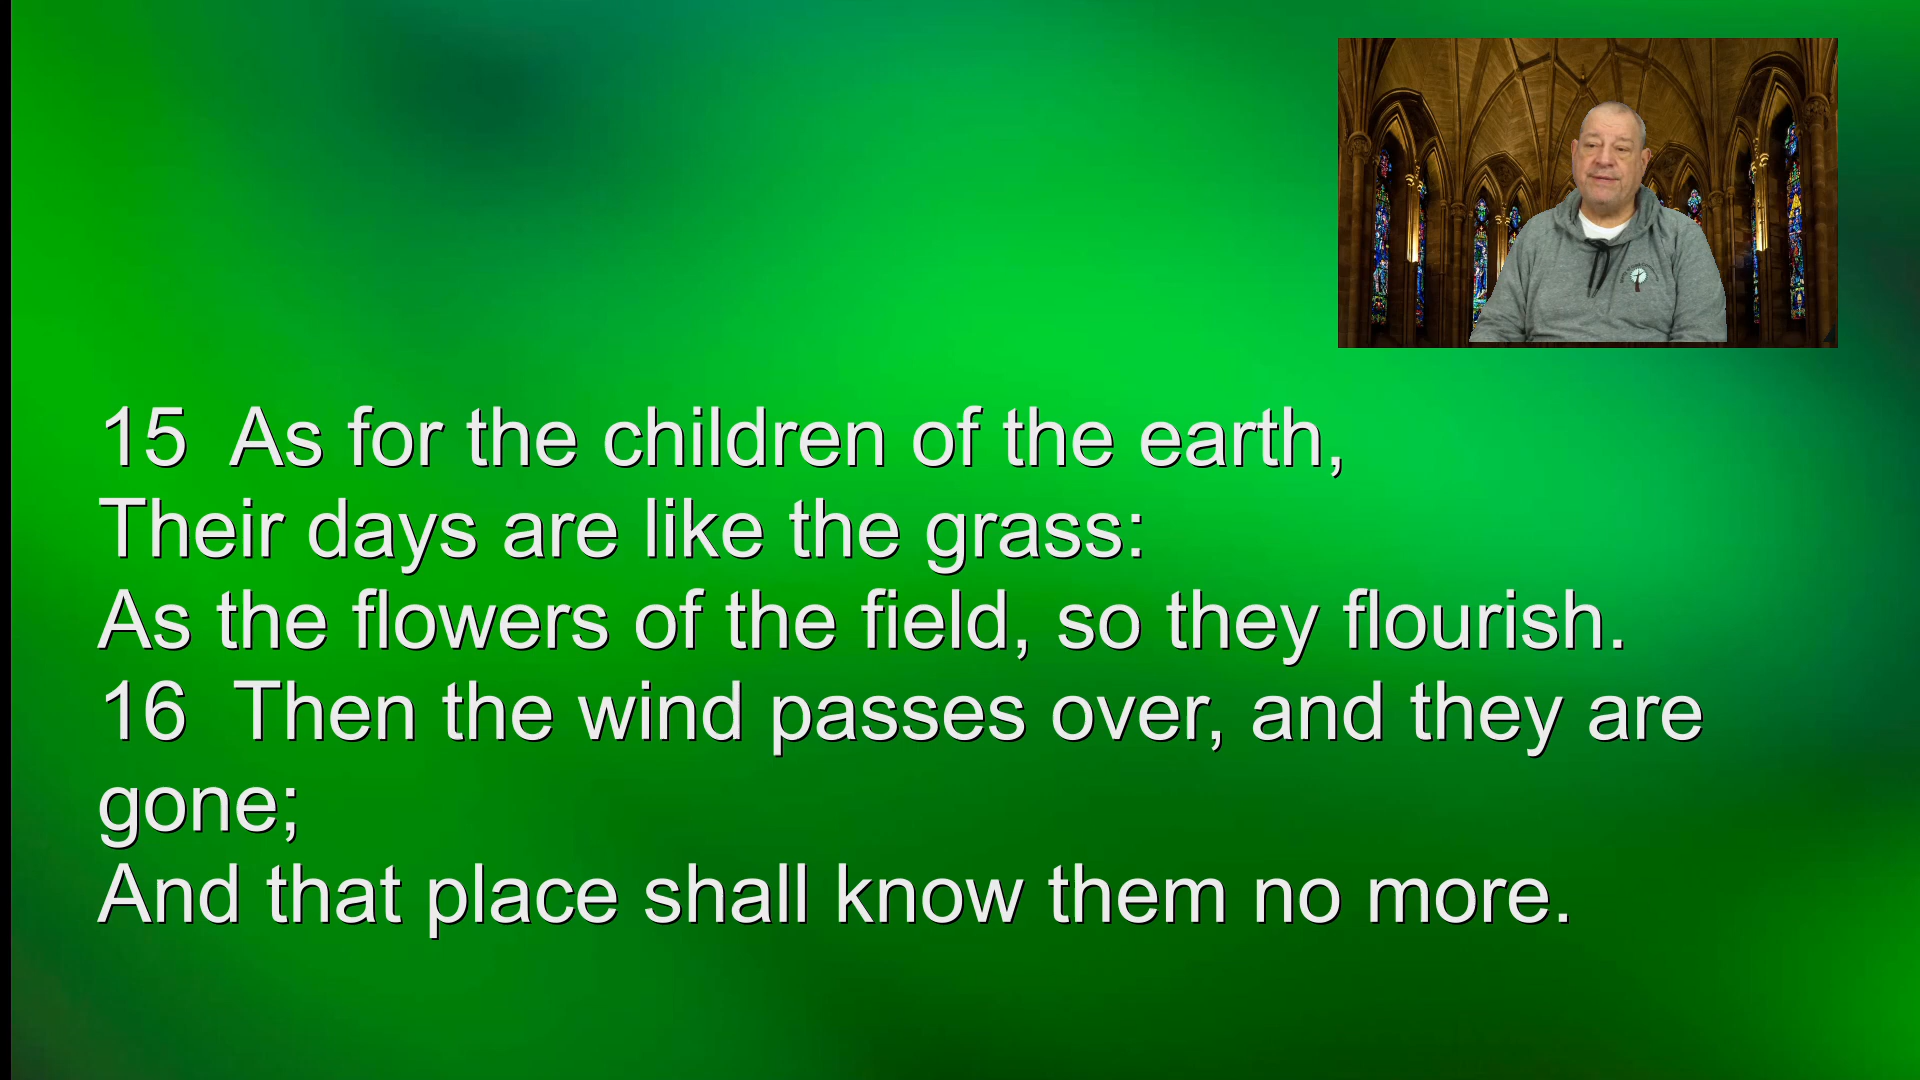 15  As for the children of the earth,
Their days are like the grass:
As the flowers of the field, so they flourish.
16  Then the wind passes over, and they are
gone;
And that place shall know them no more.